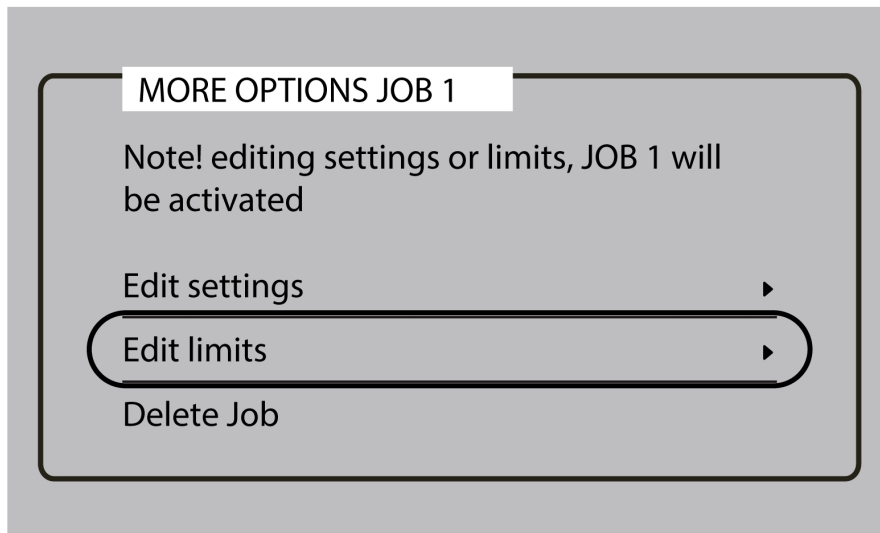 MORE OPTIONS JOB 1
Note! editing settings or limits, JOB 1 will
be activated
Edit settings
Edit limits
Delete Job